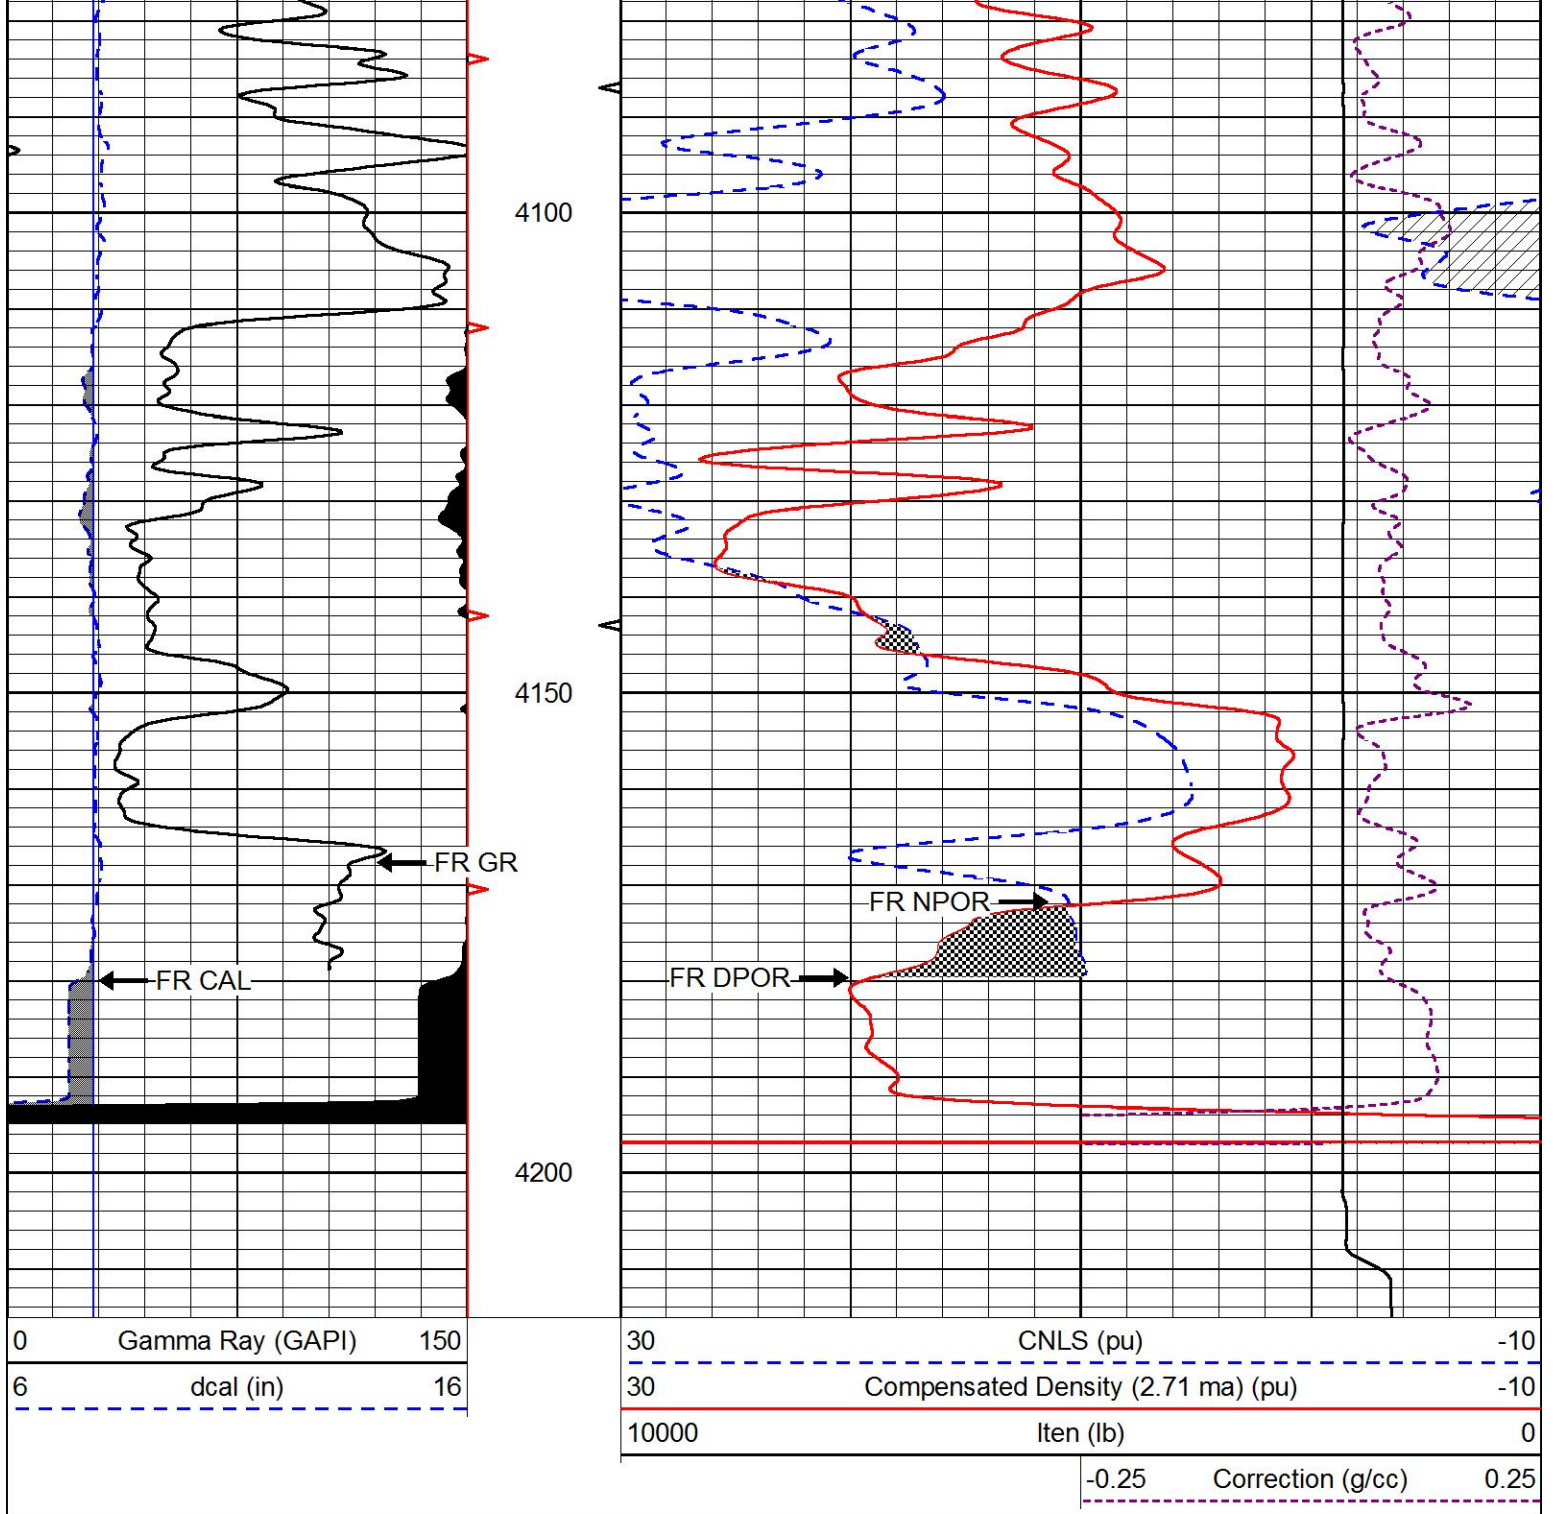 4100
4150
FR GR
FR NPOR
FR DPOR
FR CAL
4200
0 Gamma Ray (GAPI) 150
6 dcal (in) 16
30 CNLS (pu) -10
30 Compensated Density (2.71 ma) (pu) -10
10000 lten (lb) 0
-0.25 Correction (g/cc) 0.25